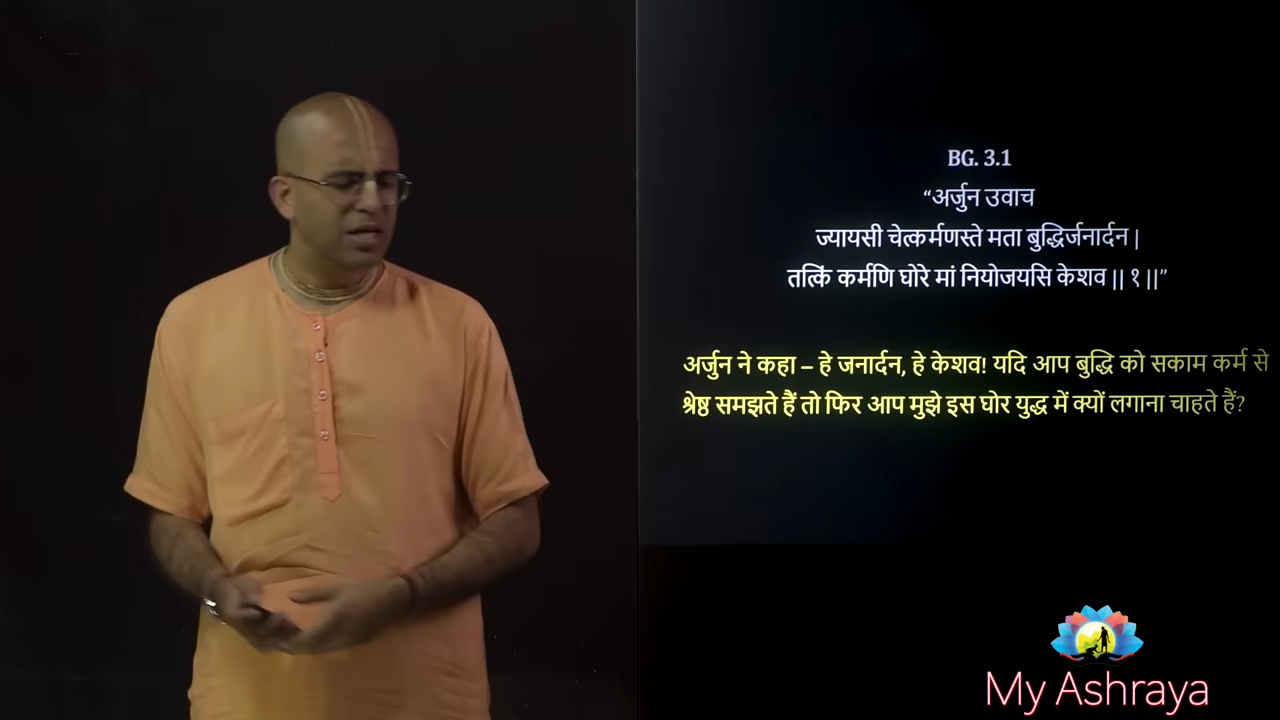 BG. 3.1
“अर्जुन उवाच
ज्यायसी चेत्कर्मणस्ते मता बुद्धिर्जनार्दन |
तत्किं कर्मणि घोरे मां नियोजयसि केशव || १ ||”
अर्जुन ने कहा – हे जनार्दन, हे केशव! यदि आप बुद्धि को सकाम कर्म से
श्रेष्ठ समझते हैं तो फिर आप मुझे इस घोर युद्ध में क्यों लगाना चाहते हैं?
My Ashraya